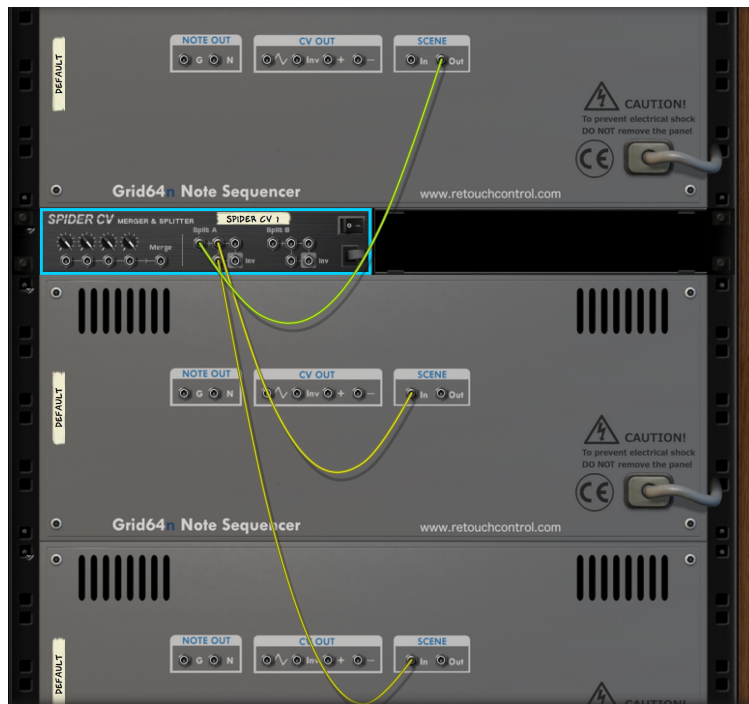 NOTE OUT
CV OUT
SCENE
G N
Inv + −
In Out
DEFAULT
CAUTION!
To prevent electrical shock
DO NOT remove the panel
CE
Grid64n Note Sequencer
www.retouchcontrol.com
SPIDER CV MERGER & SPLITTER
SPIDER CV 1
Split A
Split B
Merge
Inv
Inv
NOTE OUT
CV OUT
SCENE
G N
Inv + −
In Out
DEFAULT
CAUTION!
To prevent electrical shock
DO NOT remove the panel
CE
Grid64n Note Sequencer
www.retouchcontrol.com
NOTE OUT
CV OUT
SCENE
G N
Inv + −
In Out
DEFAULT
CAUTION!